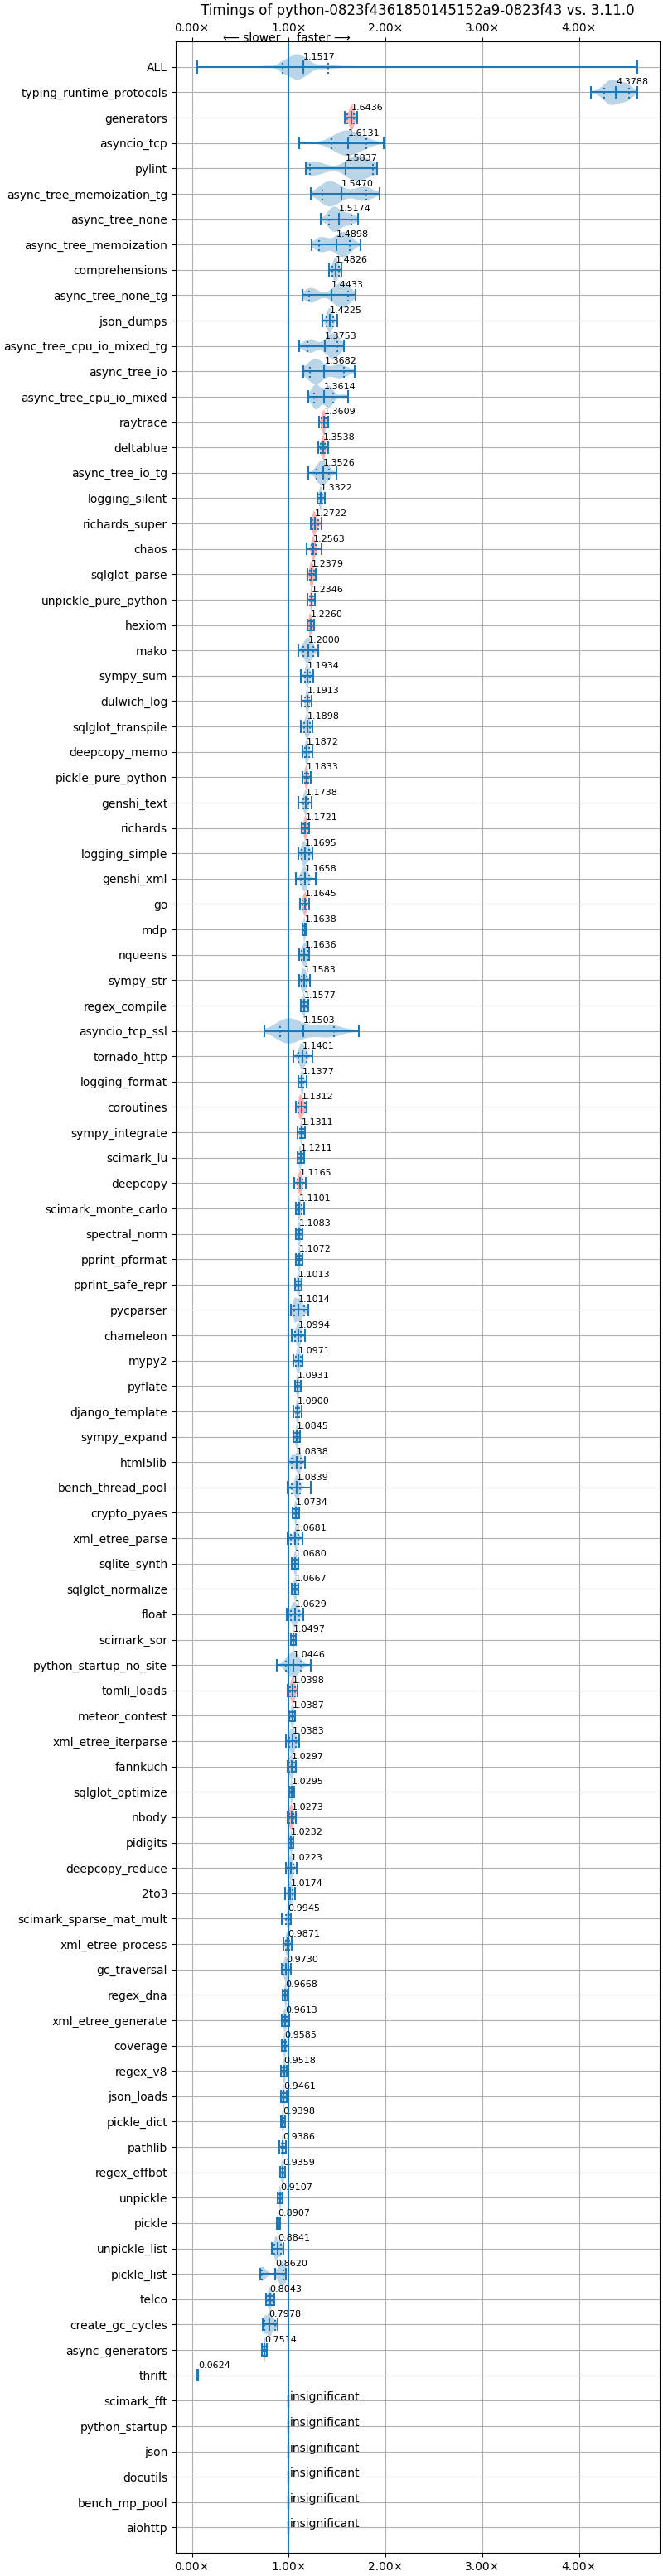 Timings of python-0823f4361850145152a9-0823f43 vs. 3.11.0
0.00× 1.00× 2.00× 3.00× 4.00×
⟵ slower faster ⟶
ALL 1.1517
typing_runtime_protocols 4.3788
generators 1.6436
asyncio_tcp 1.6131
pylint 1.5837
async_tree_memoization_tg 1.5470
async_tree_none 1.5174
async_tree_memoization 1.4898
comprehensions 1.4826
async_tree_none_tg 1.4433
json_dumps 1.4225
async_tree_cpu_io_mixed_tg 1.3753
async_tree_io 1.3682
async_tree_cpu_io_mixed 1.3614
raytrace 1.3609
deltablue 1.3538
async_tree_io_tg 1.3526
logging_silent 1.3322
richards_super 1.2722
chaos 1.2563
sqlglot_parse 1.2379
unpickle_pure_python 1.2346
hexiom 1.2260
mako 1.2000
sympy_sum 1.1934
dulwich_log 1.1913
sqlglot_transpile 1.1898
deepcopy_memo 1.1872
pickle_pure_python 1.1833
genshi_text 1.1738
richards 1.1721
logging_simple 1.1695
genshi_xml 1.1658
go 1.1645
mdp 1.1638
nqueens 1.1636
sympy_str 1.1583
regex_compile 1.1577
asyncio_tcp_ssl 1.1503
tornado_http 1.1401
logging_format 1.1377
coroutines 1.1312
sympy_integrate 1.1311
scimark_lu 1.1211
deepcopy 1.1165
scimark_monte_carlo 1.1101
spectral_norm 1.1083
pprint_pformat 1.1072
pprint_safe_repr 1.1013
pycparser 1.1014
chameleon 1.0994
mypy2 1.0971
pyflate 1.0931
django_template 1.0900
sympy_expand 1.0845
html5lib 1.0838
bench_thread_pool 1.0839
crypto_pyaes 1.0734
xml_etree_parse 1.0681
sqlite_synth 1.0680
sqlglot_normalize 1.0667
float 1.0629
scimark_sor 1.0497
python_startup_no_site 1.0446
tomli_loads 1.0398
meteor_contest 1.0387
xml_etree_iterparse 1.0383
fannkuch 1.0297
sqlglot_optimize 1.0295
nbody 1.0273
pidigits 1.0232
deepcopy_reduce 1.0223
2to3 1.0174
scimark_sparse_mat_mult 0.9945
xml_etree_process 0.9871
gc_traversal 0.9730
regex_dna 0.9668
xml_etree_generate 0.9613
coverage 0.9585
regex_v8 0.9518
json_loads 0.9461
pickle_dict 0.9398
pathlib 0.9386
regex_effbot 0.9359
unpickle 0.9107
pickle 0.8907
unpickle_list 0.8841
pickle_list 0.8620
telco 0.8043
create_gc_cycles 0.7978
async_generators 0.7514
thrift 0.0624
scimark_fft insignificant
python_startup insignificant
json insignificant
docutils insignificant
bench_mp_pool insignificant
aiohttp insignificant
0.00× 1.00× 2.00× 3.00× 4.00×